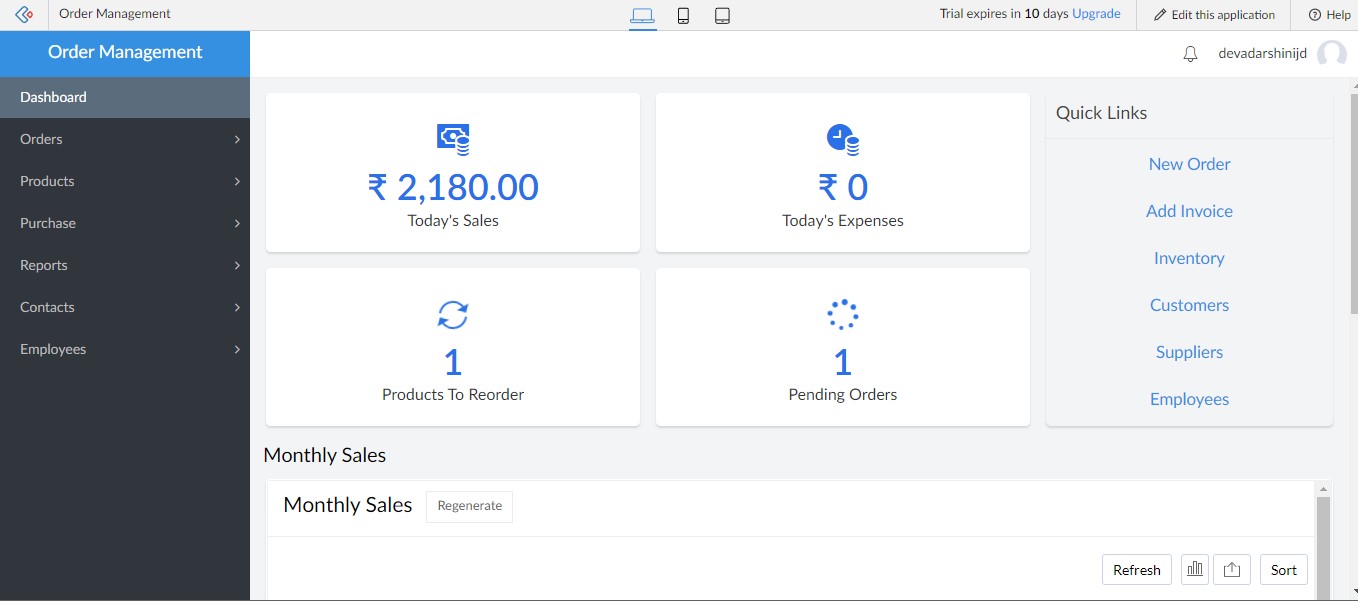 Order Management
Trial expires in 10 days Upgrade
Edit this application
Help
Order Management
devadarshinijd
Dashboard
Orders
Products
Purchase
Reports
Contacts
Employees
₹ 2,180.00
Today's Sales
₹ 0
Today's Expenses
1
Products To Reorder
1
Pending Orders
Quick Links
New Order
Add Invoice
Inventory
Customers
Suppliers
Employees
Monthly Sales
Monthly Sales
Regenerate
Refresh
Sort